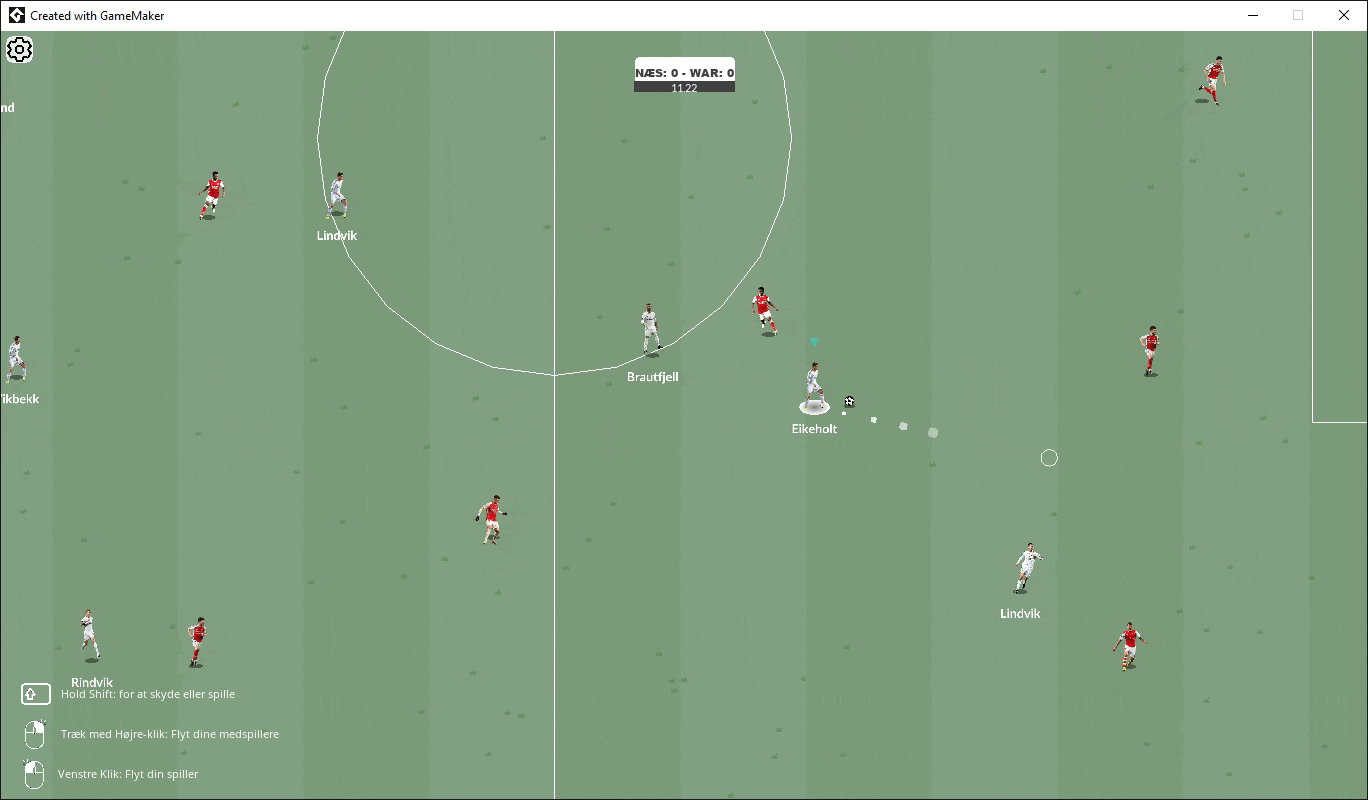 Created with GameMaker
NÆS: 0 - WAR: 0
11.22
nd
Lindvik
Brautfjell
ikbekk
Eikeholt
Lindvik
Rindvik
Hold Shift: for at skyde eller spille
Træk med Højre-klik: Flyt dine medspillere
Venstre Klik: Flyt din spiller